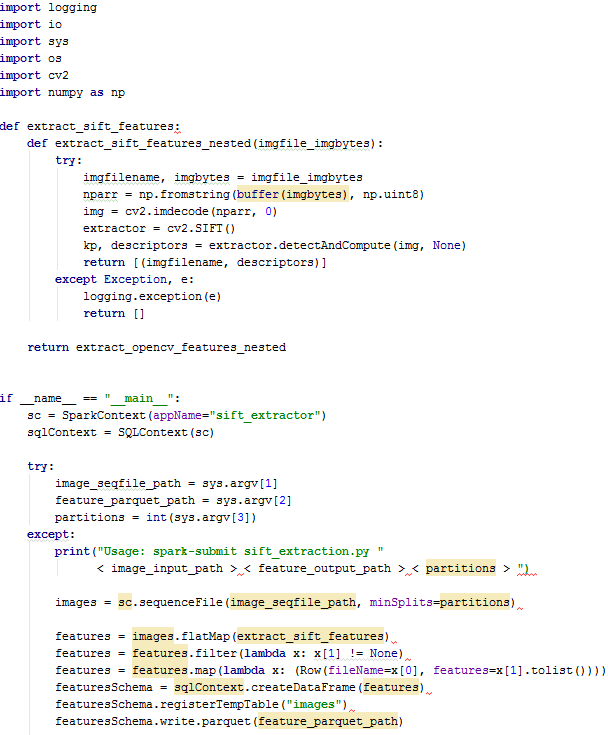 import logging
import io
import sys
import os
import cv2
import numpy as np
def extract_sift_features:
def extract_sift_features_nested(imgfile_imgbytes):
try:
imgfilename, imgbytes = imgfile_imgbytes
nparr = np.fromstring(buffer(imgbytes), np.uint8)
img = cv2.imdecode(nparr, 0)
extractor = cv2.SIFT()
kp, descriptors = extractor.detectAndCompute(img, None)
return [(imgfilename, descriptors)]
except Exception, e:
logging.exception(e)
return []
return extract_opencv_features_nested
if __name__ == "__main__":
sc = SparkContext(appName="sift_extractor")
sqlContext = SQLContext(sc)
try:
image_seqfile_path = sys.argv[1]
feature_parquet_path = sys.argv[2]
partitions = int(sys.argv[3])
except:
print("Usage: spark-submit sift_extraction.py "
< image_input_path > < feature_output_path > < partitions > ")
images = sc.sequenceFile(image_seqfile_path, minSplits=partitions)
features = images.flatMap(extract_sift_features)
features = features.filter(lambda x: x[1] != None)
features = features.map(lambda x: (Row(fileName=x[0], features=x[1].tolist())))
featuresSchema = sqlContext.createDataFrame(features)
featuresSchema.registerTempTable("images")
featuresSchema.write.parquet(feature_parquet_path)